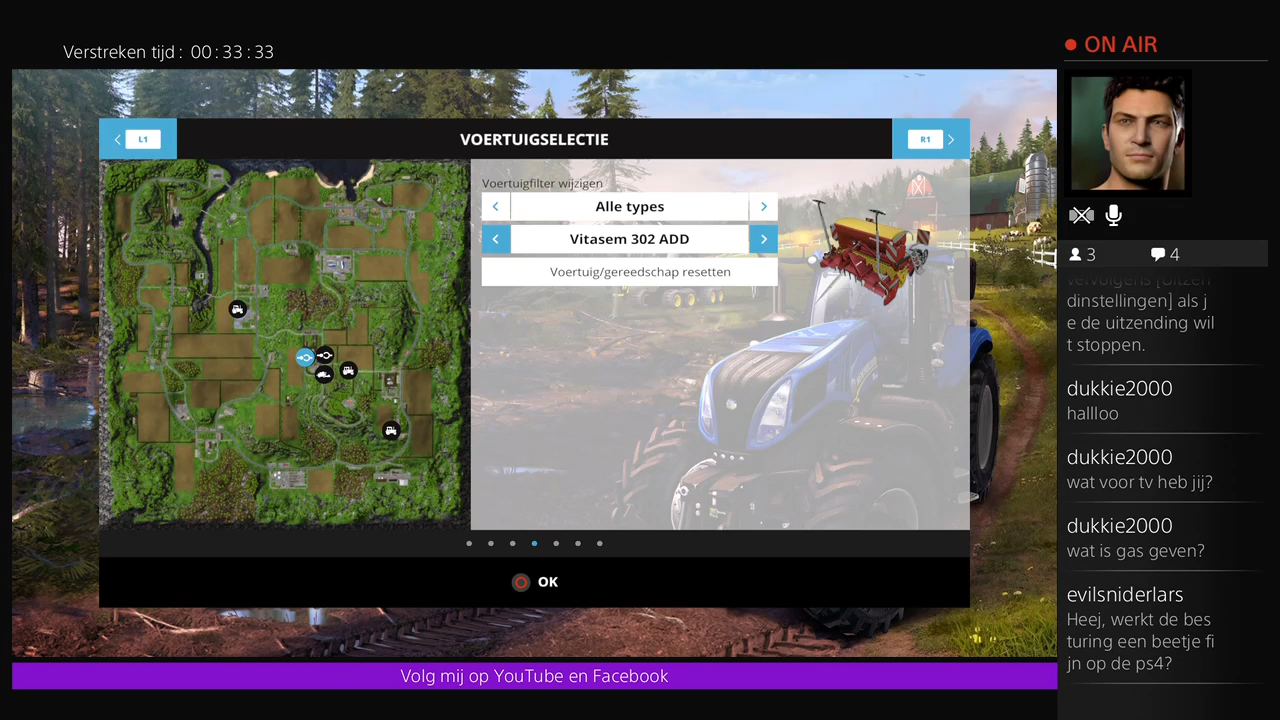 Verstreken tijd : 00 : 33 : 33
ON AIR
L1
VOERTUIGSELECTIE
R1
Voertuigfilter wijzigen
Alle types
Vitasem 302 ADD
Voertuig/gereedschap resetten
OK
Volg mij op YouTube en Facebook
3
4
vervolgens [Uitzen
dinstellingen] als j
e de uitzending wil
t stoppen.
dukkie2000
hallloo
dukkie2000
wat voor tv heb jij?
dukkie2000
wat is gas geven?
evilsniderlars
Heej, werkt de bes
turing een beetje fi
jn op de ps4?